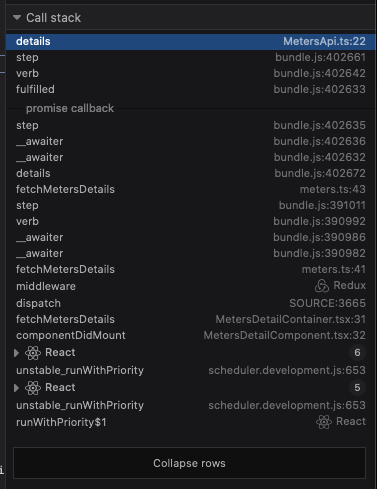 Call stack
details MetersApi.ts:22
step bundle.js:402661
verb bundle.js:402642
fulfilled bundle.js:402633
promise callback
step bundle.js:402635
__awaiter bundle.js:402636
__awaiter bundle.js:402632
details bundle.js:402672
fetchMetersDetails meters.ts:43
step bundle.js:391011
verb bundle.js:390992
__awaiter bundle.js:390986
__awaiter bundle.js:390982
fetchMetersDetails meters.ts:41
middleware Redux
dispatch SOURCE:3665
fetchMetersDetails MetersDetailContainer.tsx:31
componentDidMount MetersDetailComponent.tsx:32
React 6
unstable_runWithPriority scheduler.development.js:653
React 5
unstable_runWithPriority scheduler.development.js:653
runWithPriority$1 React
Collapse rows
i